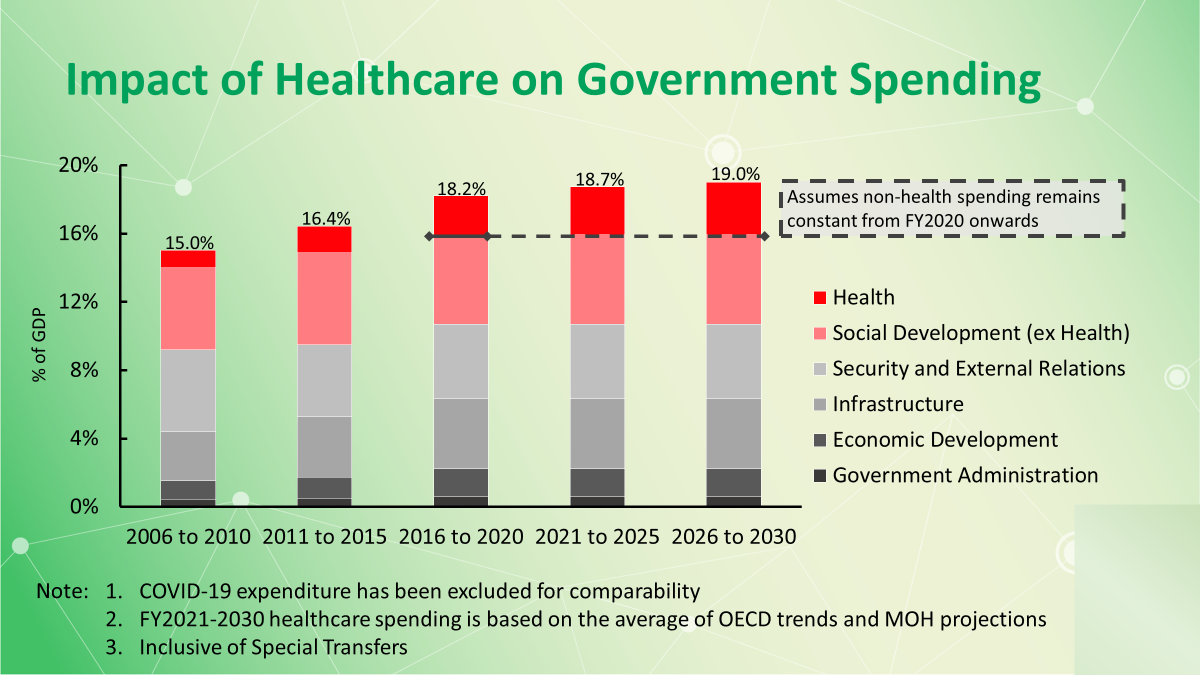 Impact of Healthcare on Government Spending
20%
16%
12%
8%
4%
0%
% of GDP
15.0%
16.4%
18.2%
18.7%
19.0%
Assumes non-health spending remains
constant from FY2020 onwards
Health
Social Development (ex Health)
Security and External Relations
Infrastructure
Economic Development
Government Administration
2006 to 2010 2011 to 2015 2016 to 2020 2021 to 2025 2026 to 2030
Note: 1. COVID-19 expenditure has been excluded for comparability
2. FY2021-2030 healthcare spending is based on the average of OECD trends and MOH projections
3. Inclusive of Special Transfers